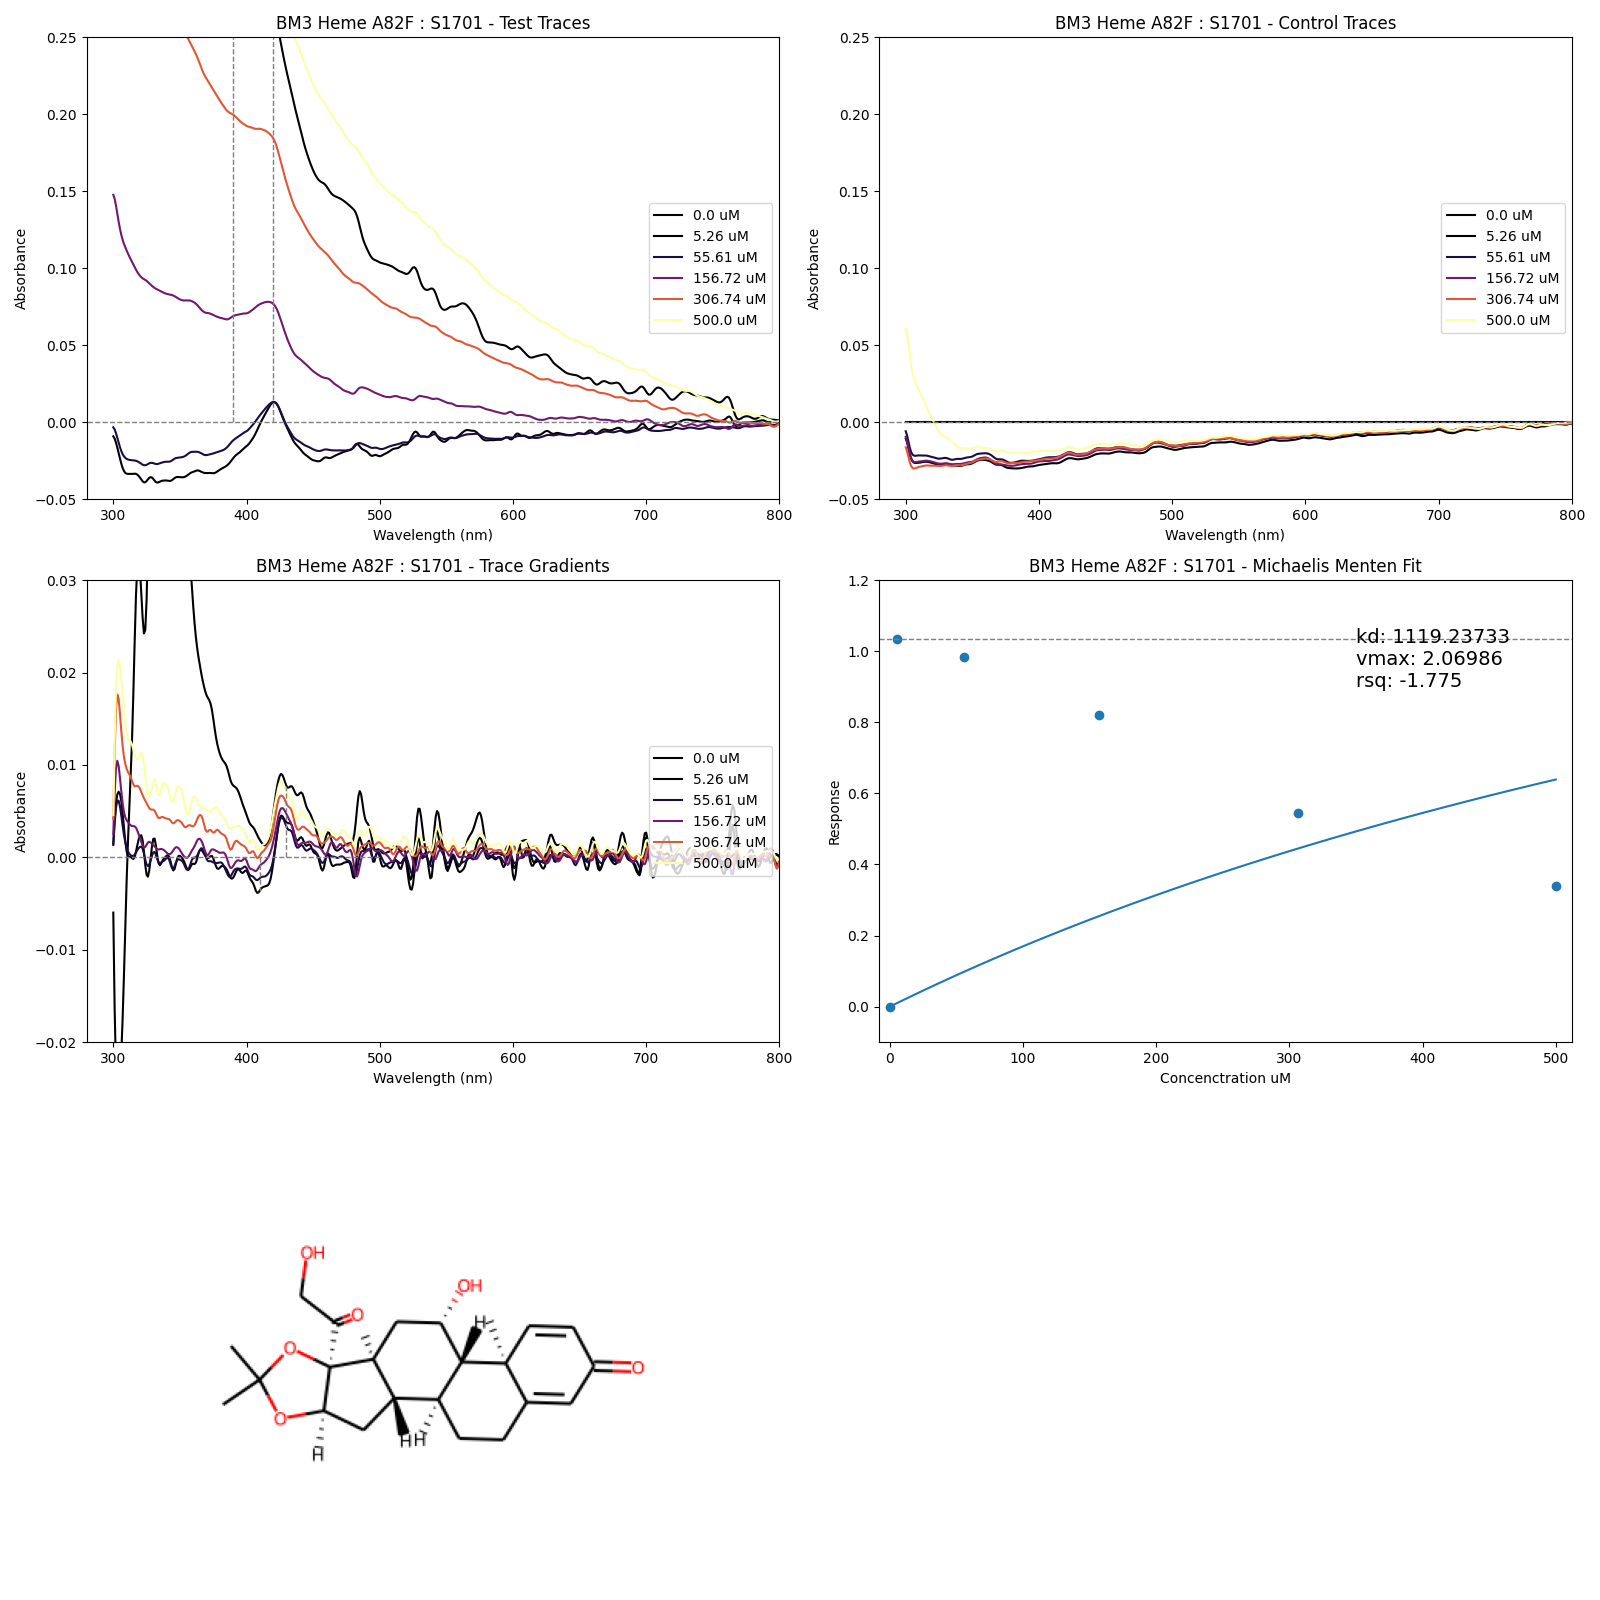 BM3 Heme A82F : S1701 - Test Traces
0.25
0.20
0.15
0.10
0.05
0.00
−0.05
Absorbance
300 400 500 600 700 800
Wavelength (nm)
0.0 uM
5.26 uM
55.61 uM
156.72 uM
306.74 uM
500.0 uM
BM3 Heme A82F : S1701 - Control Traces
0.25
0.20
0.15
0.10
0.05
0.00
−0.05
Absorbance
300 400 500 600 700 800
Wavelength (nm)
0.0 uM
5.26 uM
55.61 uM
156.72 uM
306.74 uM
500.0 uM
BM3 Heme A82F : S1701 - Trace Gradients
0.03
0.02
0.01
0.00
−0.01
−0.02
Absorbance
300 400 500 600 700 800
Wavelength (nm)
0.0 uM
5.26 uM
55.61 uM
156.72 uM
306.74 uM
500.0 uM
BM3 Heme A82F : S1701 - Michaelis Menten Fit
1.2
1.0
0.8
0.6
0.4
0.2
0.0
Response
kd: 1119.23733
vmax: 2.06986
rsq: -1.775
0 100 200 300 400 500
Concenctration uM
OH
OH
O
H
O
O
O
H
H
H